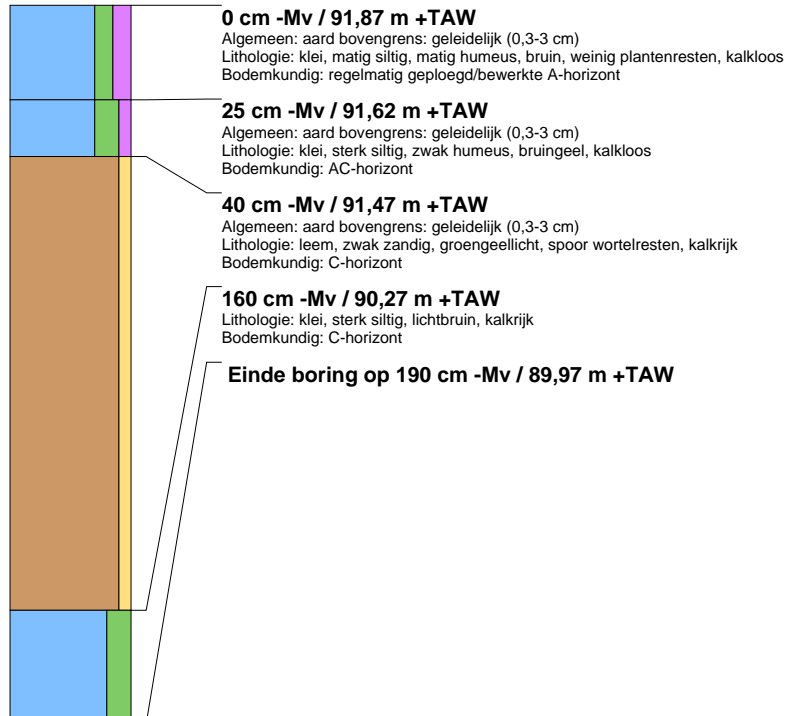 0 cm -Mv / 91,87 m +TAW
Algemeen: aard bovengrens: geleidelijk (0,3-3 cm)
Lithologie: klei, matig siltig, matig humeus, bruin, weinig plantenresten, kalkloos
Bodemkundig: regelmatig geploegd/bewerkte A-horizont
25 cm -Mv / 91,62 m +TAW
Algemeen: aard bovengrens: geleidelijk (0,3-3 cm)
Lithologie: klei, sterk siltig, zwak humeus, bruingeel, kalkloos
Bodemkundig: AC-horizont
40 cm -Mv / 91,47 m +TAW
Algemeen: aard bovengrens: geleidelijk (0,3-3 cm)
Lithologie: leem, zwak zandig, groengeellicht, spoor wortelresten, kalkrijk
Bodemkundig: C-horizont
160 cm -Mv / 90,27 m +TAW
Lithologie: klei, sterk siltig, lichtbruin, kalkrijk
Bodemkundig: C-horizont
Einde boring op 190 cm -Mv / 89,97 m +TAW